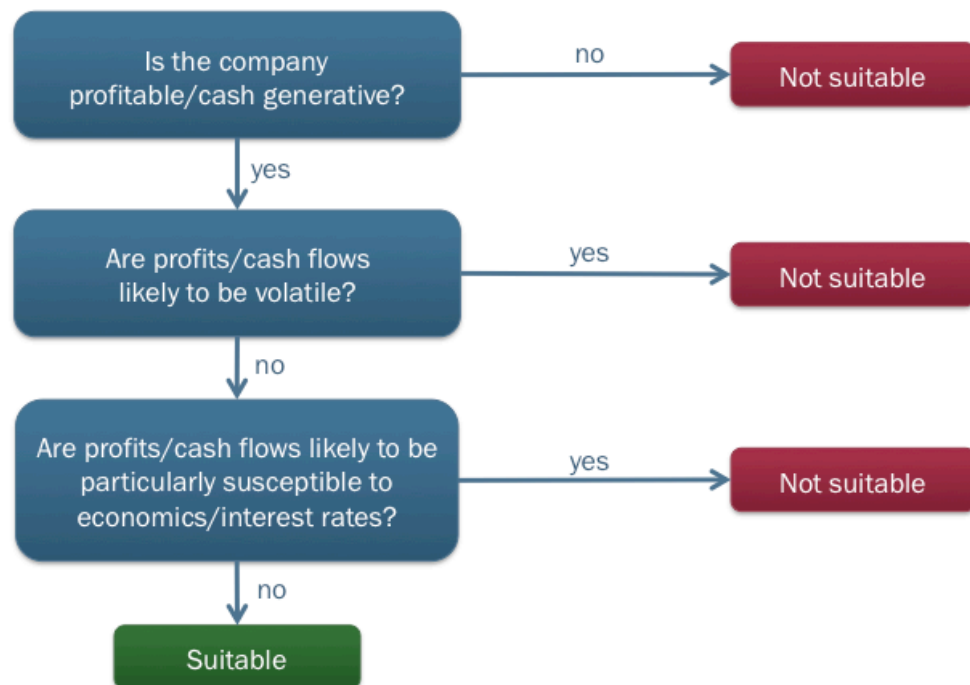 Is the company
profitable/cash generative?
no
Not suitable
yes
Are profits/cash flows
likely to be volatile?
yes
Not suitable
no
Are profits/cash flows likely to be
particularly susceptible to
economics/interest rates?
yes
Not suitable
no
Suitable